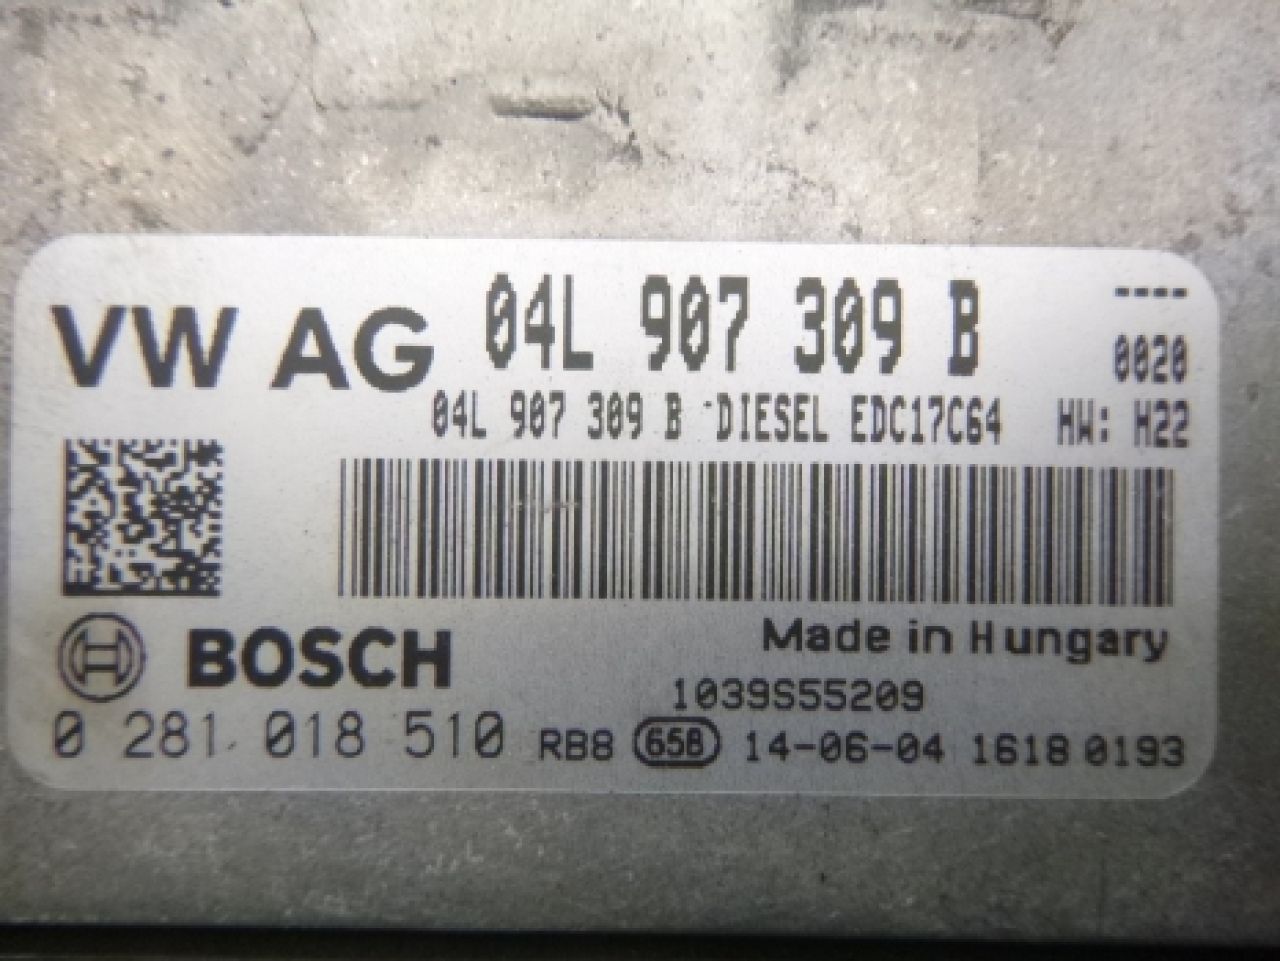 VW AG 04L 907 309 B ----
0020
04L 907 309 B DIESEL EDC17C64 HW: H22
BOSCH
Made in Hungary
1039S55209
0 281 018 510 RB8 65B 14-06-04 1618 0193